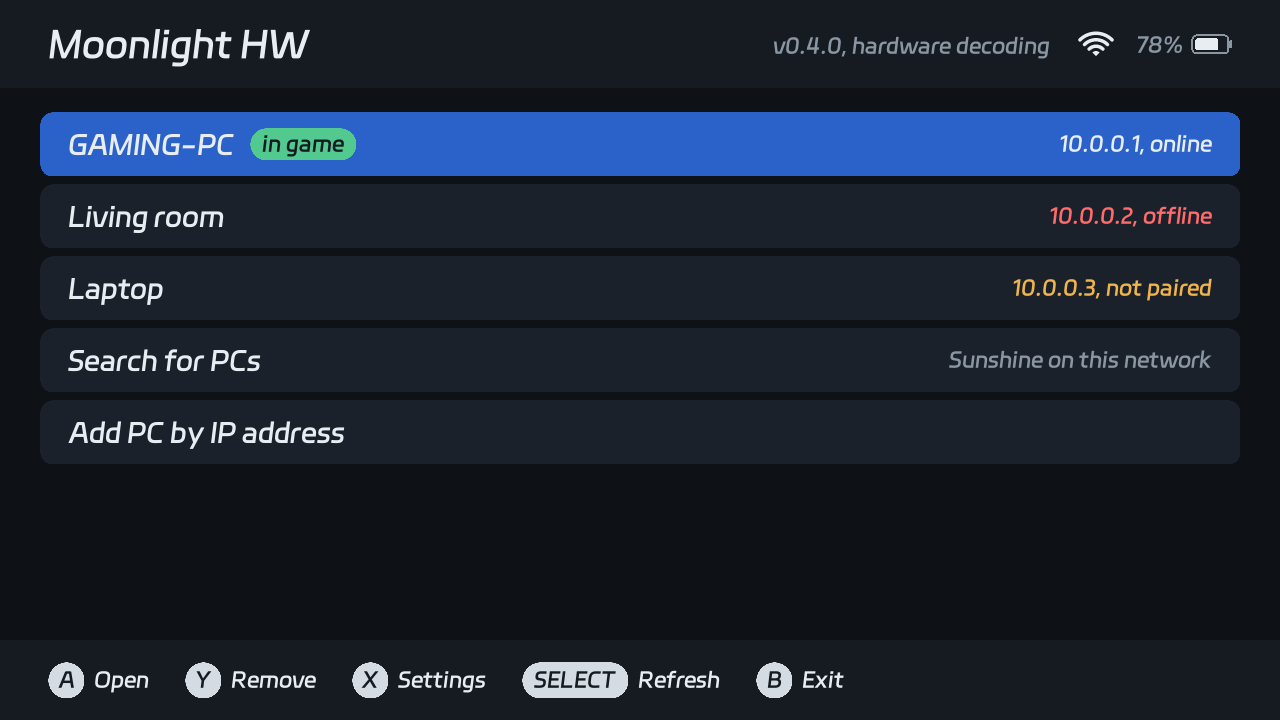 Moonlight HW
v0.4.0, hardware decoding
78%
GAMING-PC in game 10.0.0.1, online
Living room 10.0.0.2, offline
Laptop 10.0.0.3, not paired
Search for PCs Sunshine on this network
Add PC by IP address
A Open Y Remove X Settings SELECT Refresh B Exit